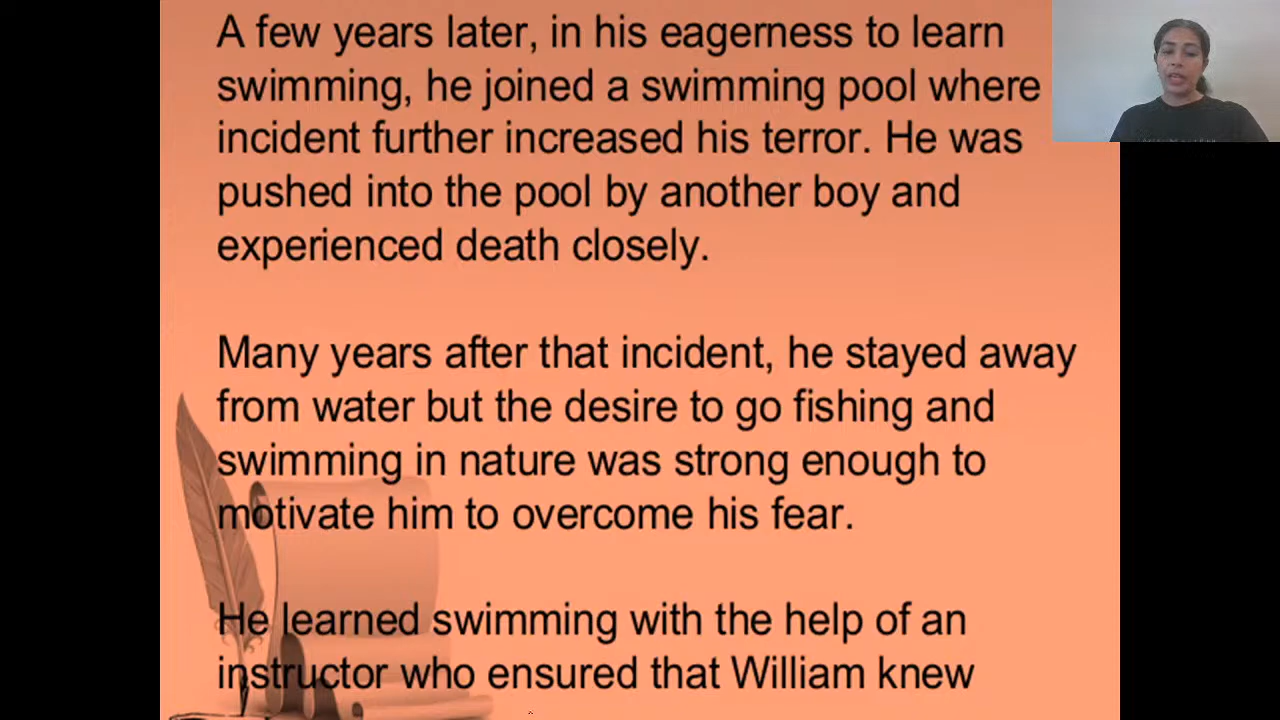 A few years later, in his eagerness to learn
swimming, he joined a swimming pool where
incident further increased his terror. He was
pushed into the pool by another boy and
experienced death closely.
Many years after that incident, he stayed away
from water but the desire to go fishing and
swimming in nature was strong enough to
motivate him to overcome his fear.
He learned swimming with the help of an
instructor who ensured that William knew